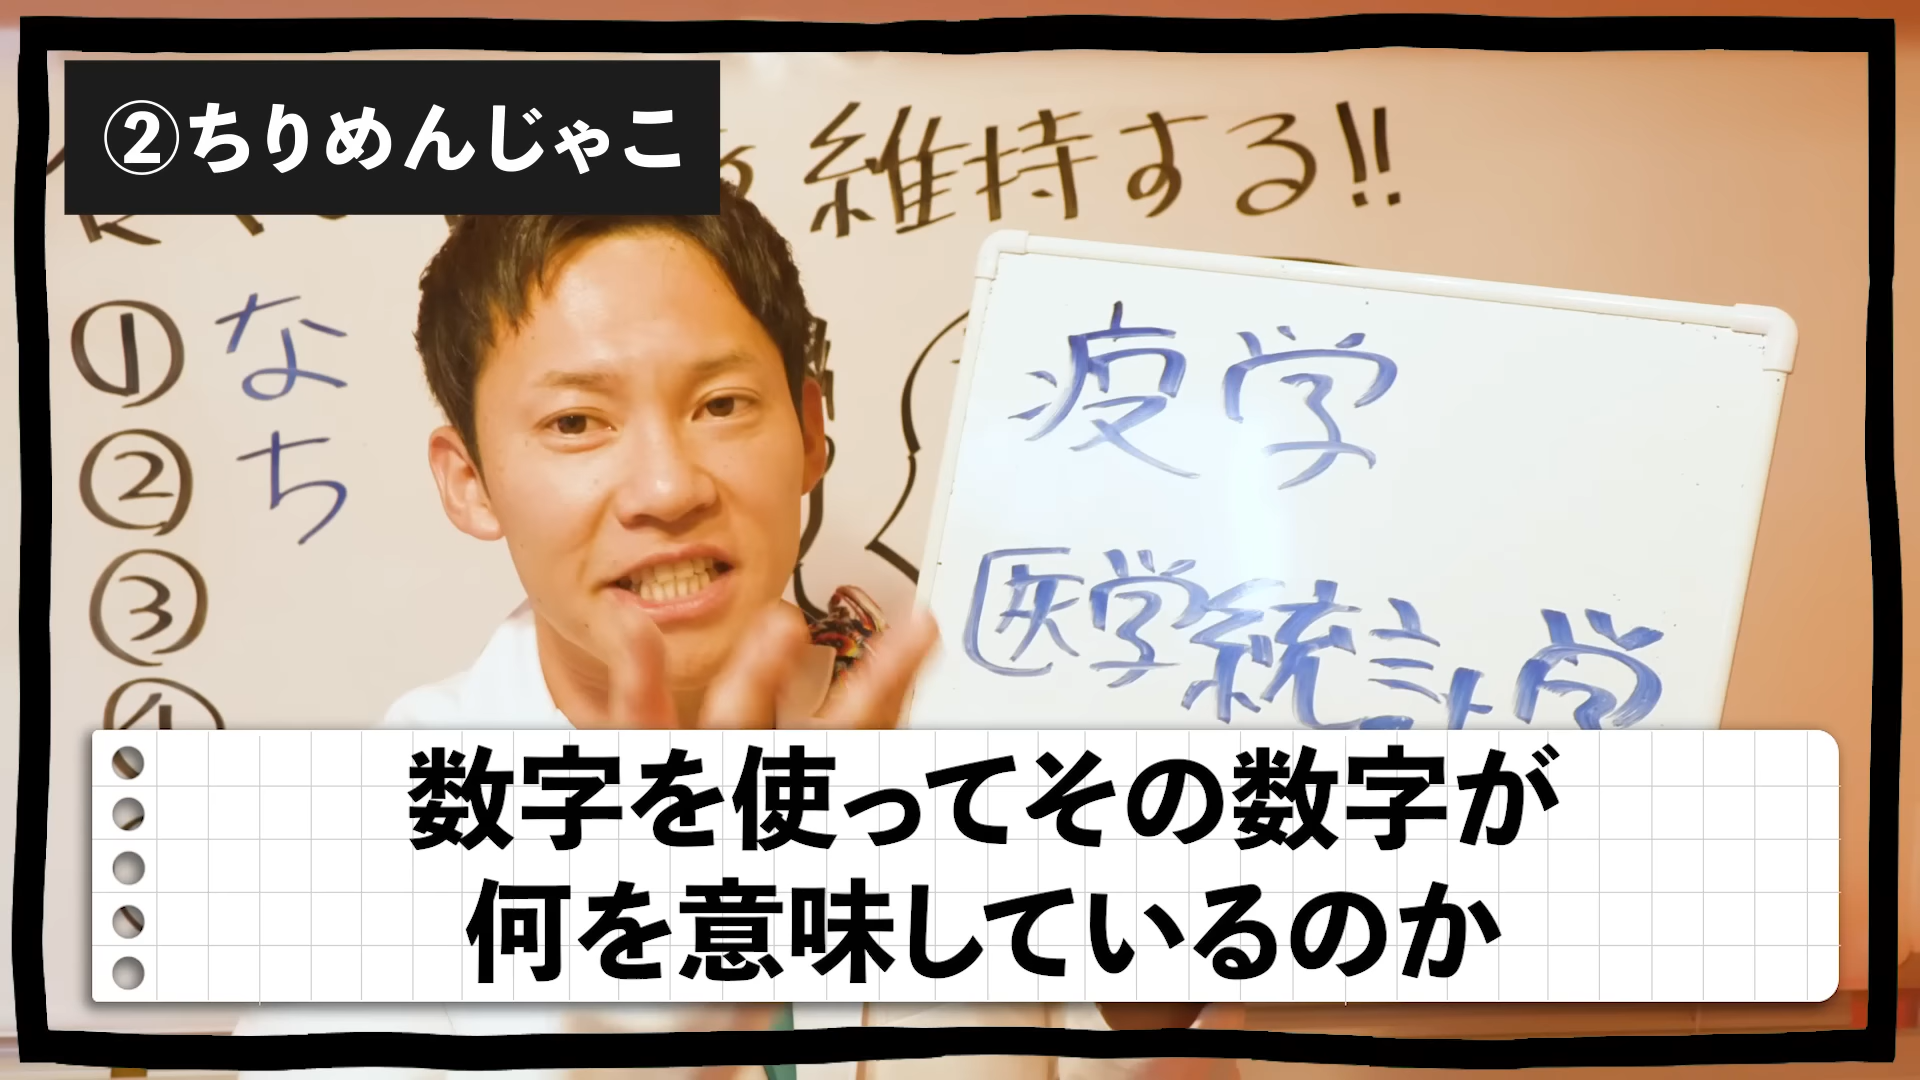 ②ちりめんじゃこ
維持する!!
① な
② ち
③
④
疫学
医学統計学
数字を使ってその数字が
何を意味しているのか